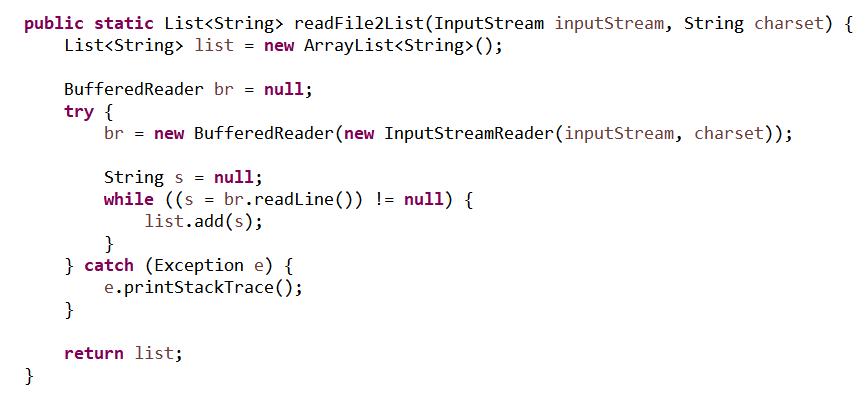 public static List<String> readFile2List(InputStream inputStream, String charset) {
    List<String> list = new ArrayList<String>();

    BufferedReader br = null;
    try {
        br = new BufferedReader(new InputStreamReader(inputStream, charset));

        String s = null;
        while ((s = br.readLine()) != null) {
            list.add(s);
        }
    } catch (Exception e) {
        e.printStackTrace();
    }

    return list;
}